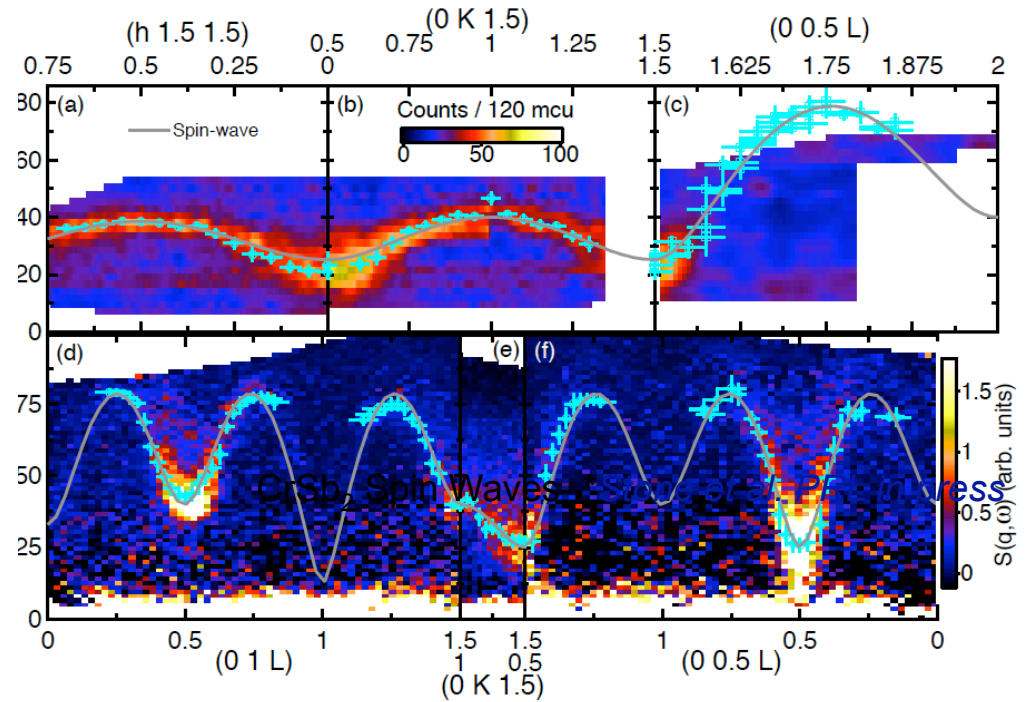 (h 1.5 1.5)
(0 K 1.5)
(0 0.5 L)
0.75 0.5 0.25 0.5 0.75 1 1.25 1.5 1.625 1.75 1.875 2
0 1.5
80
60
40
20
0
(a)
Spin-wave
(b)
Counts / 120 mcu
0 50 100
(c)
75
50
25
0
(d)
(e)
(f)
1.5
1
0.5
0
S(q,ω) (arb. units)
0 0.5 1 1.5 1.5 1 0.5 0
1 0.5
(0 1 L)
(0 K 1.5)
(0 0.5 L)